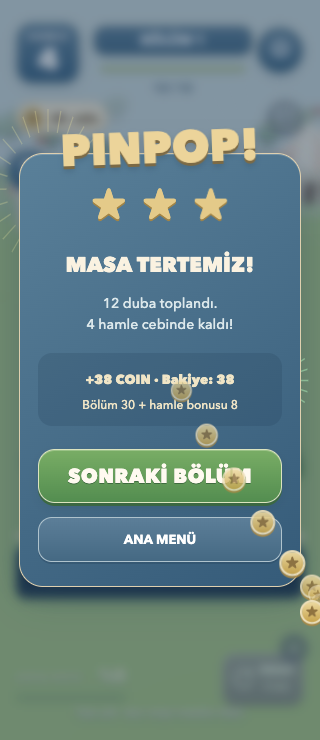 4
PINPOP!
MASA TERTEMİZ!
12 duba toplandı.
4 hamle cebinde kaldı!
+38 COIN • Bakiye: 38
Bölüm 30 + hamle bonusu 8
SONRAKİ BÖLÜM
ANA MENÜ